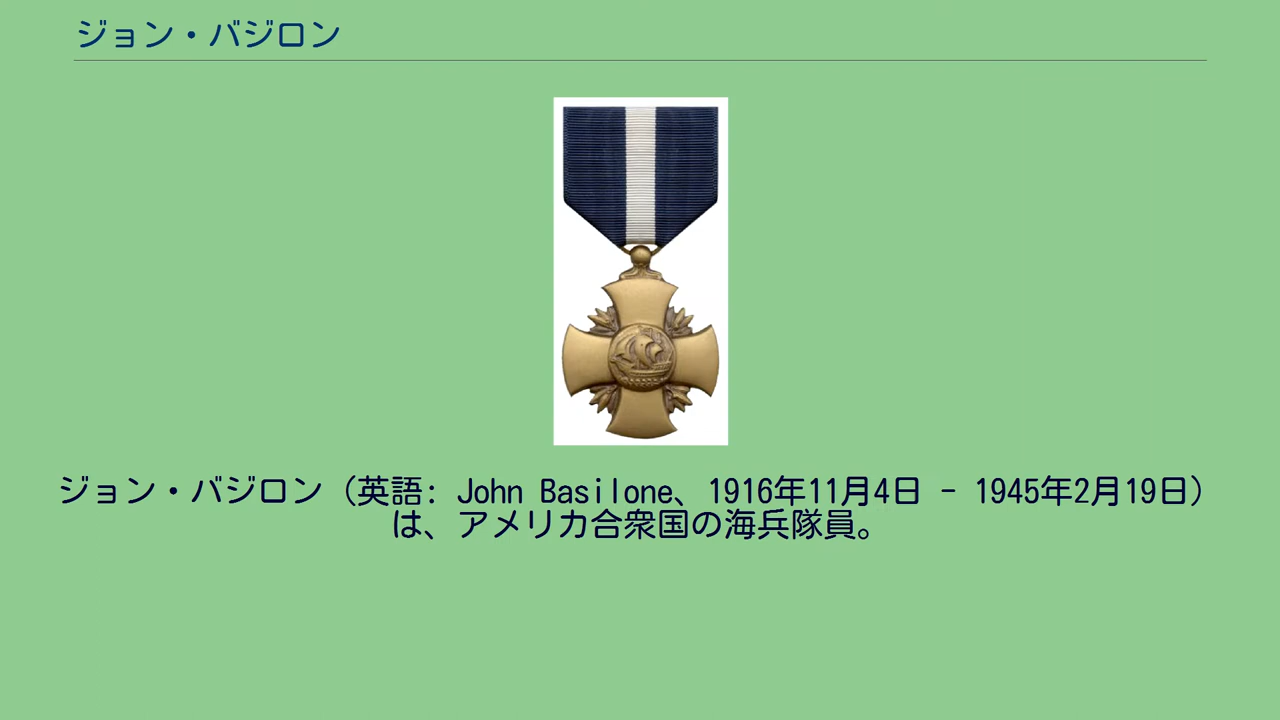 ジョン・バジロン
ジョン・バジロン（英語: John Basilone、1916年11月4日 - 1945年2月19日）
は、アメリカ合衆国の海兵隊員。